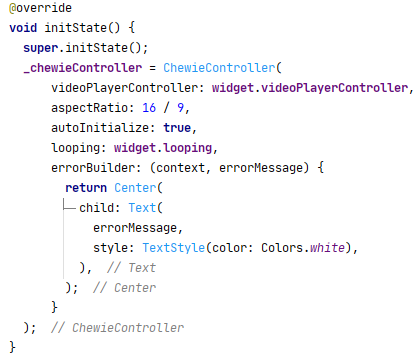 @override
void initState() {
  super.initState();
  _chewieController = ChewieController(
      videoPlayerController: widget.videoPlayerController,
      aspectRatio: 16 / 9,
      autoInitialize: true,
      looping: widget.looping,
      errorBuilder: (context, errorMessage) {
        return Center(
          child: Text(
            errorMessage,
            style: TextStyle(color: Colors.white),
          ),  // Text
        );  // Center
      }
  );  // ChewieController
}